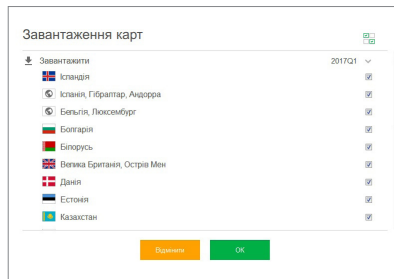 Завантаження карт
Завантажити 2017Q1
Ісландія
Іспанія, Гібралтар, Андорра
Бельгія, Люксембург
Болгарія
Білорусь
Велика Британія, Острів Мен
Данія
Естонія
Казахстан
Відмінити OK